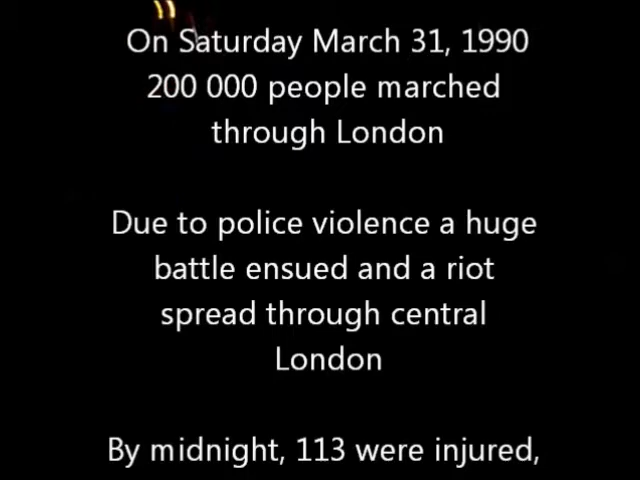 On Saturday March 31, 1990
200 000 people marched
through London
Due to police violence a huge
battle ensued and a riot
spread through central
London
By midnight, 113 were injured,